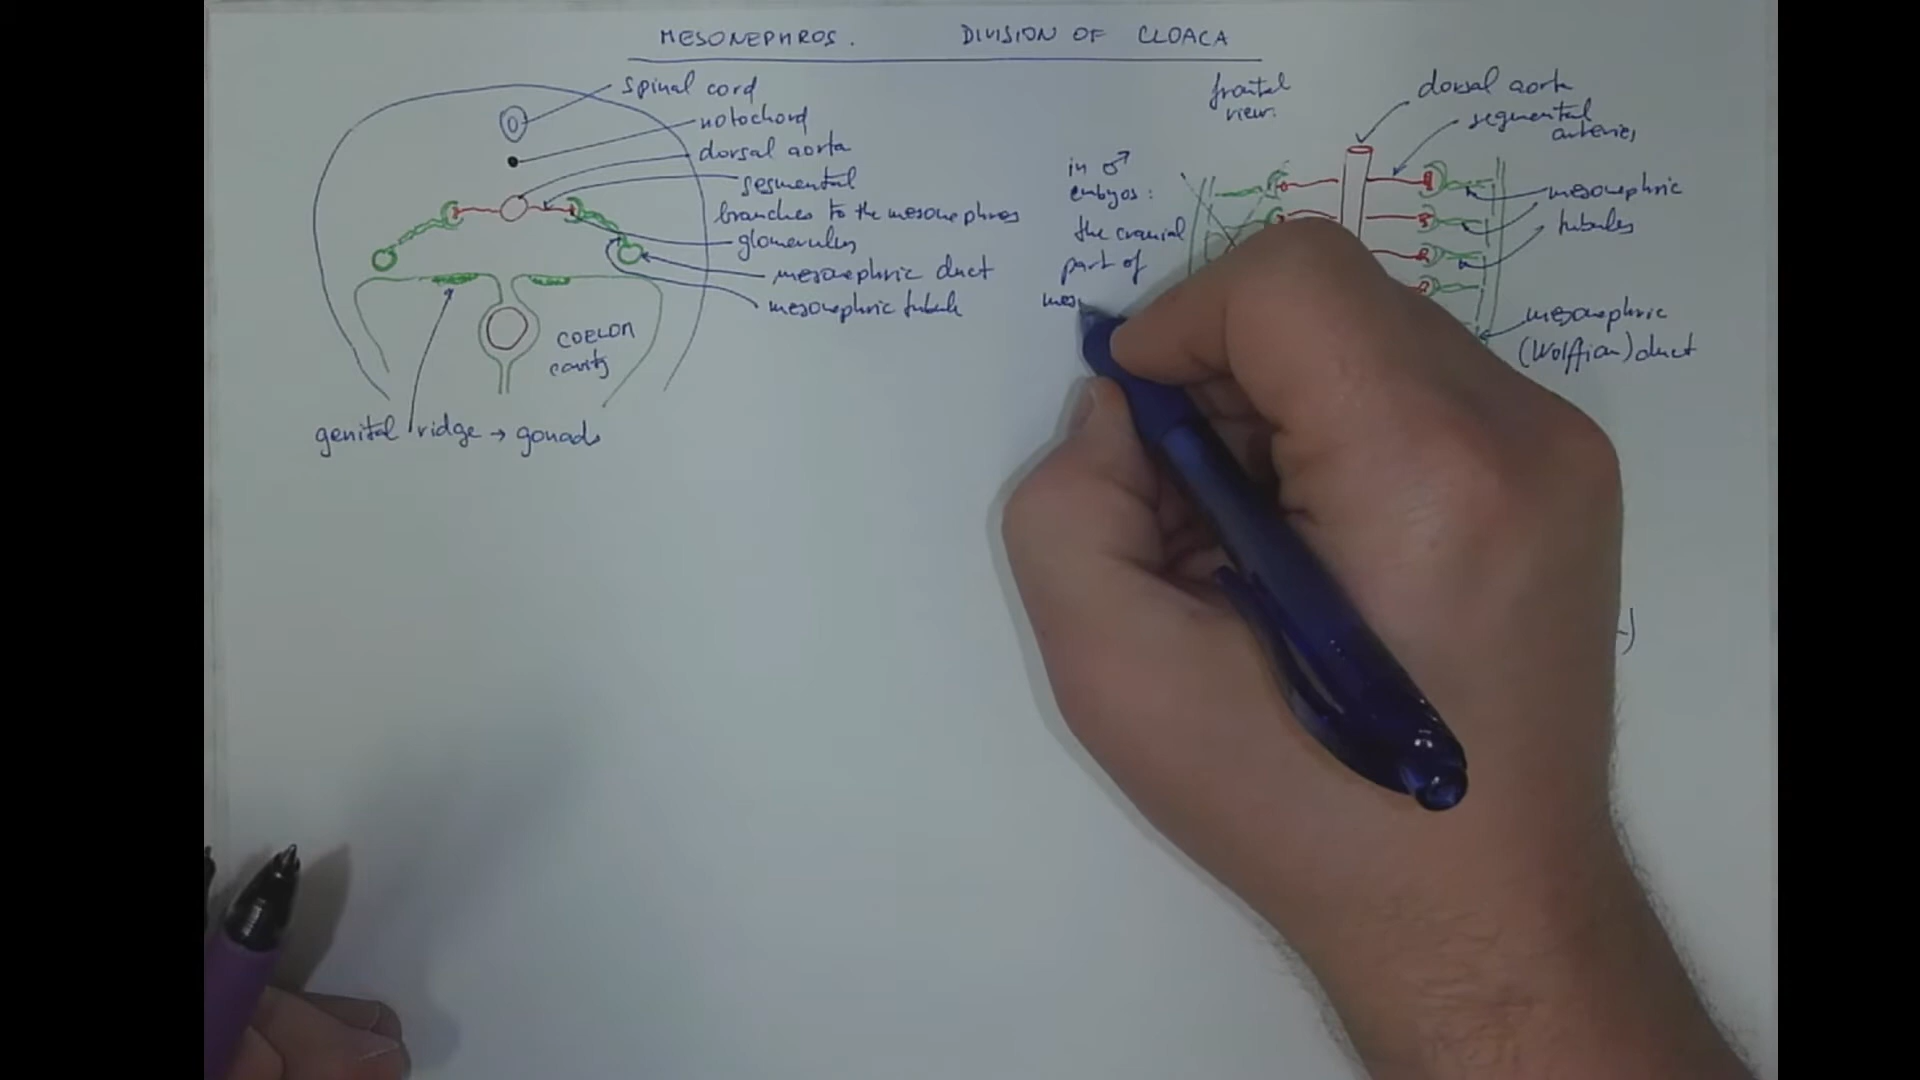 MESONEPHROS. DIVISION OF CLOACA
spinal cord
notochord
dorsal aorta
segmental
branches to the mesonephros
glomerulus
mesonephric duct
mesonephric tubule
COELOM
cavity
genital ridge → gonads
frontal
view.
dorsal aorta
segmental
arteries
in ♂
embyos:
the cranial
part of
mes
mesonephric
tubules
mesonephric
(Wolffian) duct